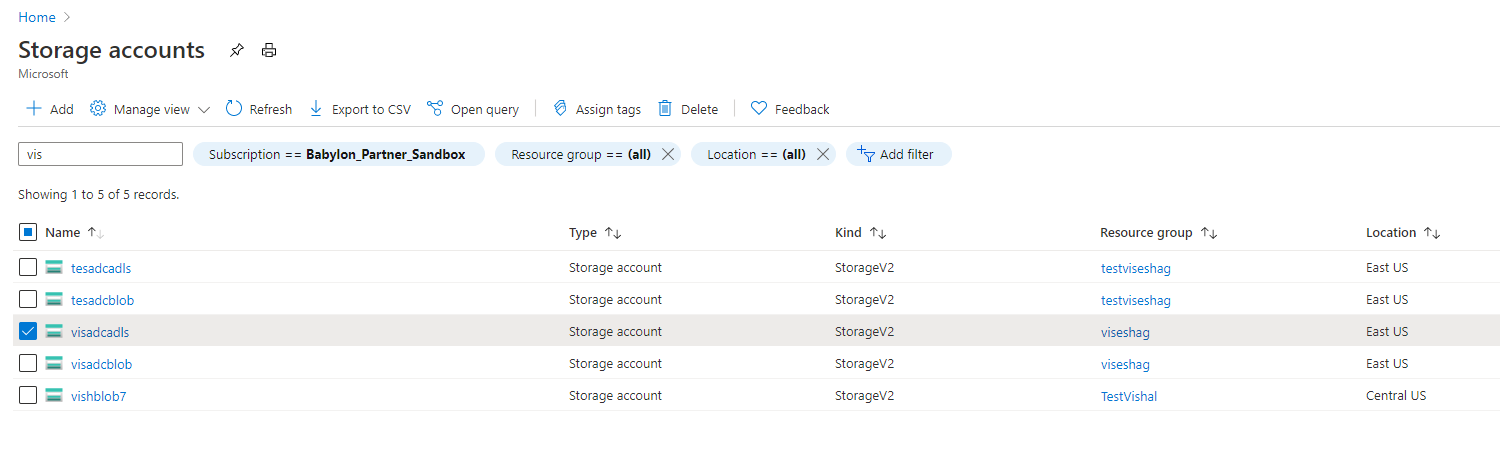 Home
Storage accounts
Microsoft
Add Manage view Refresh Export to CSV Open query Assign tags Delete Feedback
vis Subscription == Babylon_Partner_Sandbox Resource group == (all) Location == (all) Add filter
Showing 1 to 5 of 5 records.
Name Type Kind Resource group Location
tesadcadls Storage account StorageV2 testviseshag East US
tesadcblob Storage account StorageV2 testviseshag East US
visadcadls Storage account StorageV2 viseshag East US
visadcblob Storage account StorageV2 viseshag East US
vishblob7 Storage account StorageV2 TestVishal Central US